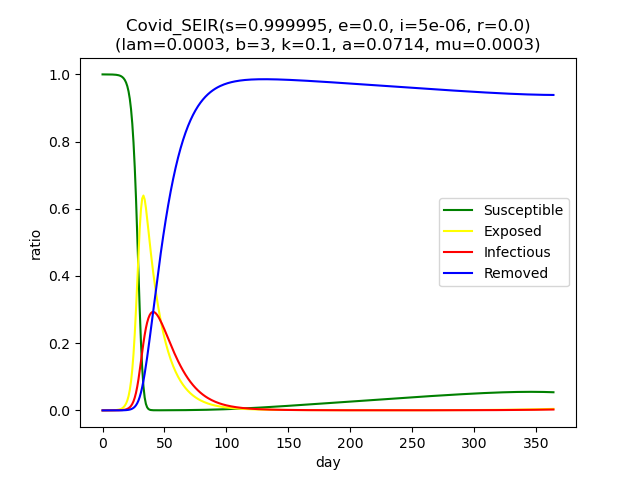 Covid_SEIR(s=0.999995, e=0.0, i=5e-06, r=0.0)
(lam=0.0003, b=3, k=0.1, a=0.0714, mu=0.0003)
1.0
0.8
0.6
0.4
0.2
0.0
ratio
Susceptible
Exposed
Infectious
Removed
0 50 100 150 200 250 300 350
day